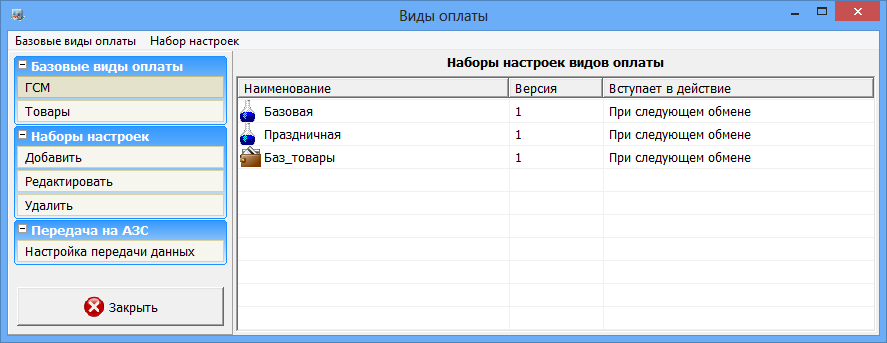 Виды оплаты
Базовые виды оплаты Набор настроек
Базовые виды оплаты
ГСМ
Товары
Наборы настроек
Добавить
Редактировать
Удалить
Передача на АЗС
Настройка передачи данных
Закрыть
Наборы настроек видов оплаты
Наименование Версия Вступает в действие
Базовая 1 При следующем обмене
Праздничная 1 При следующем обмене
Баз_товары 1 При следующем обмене